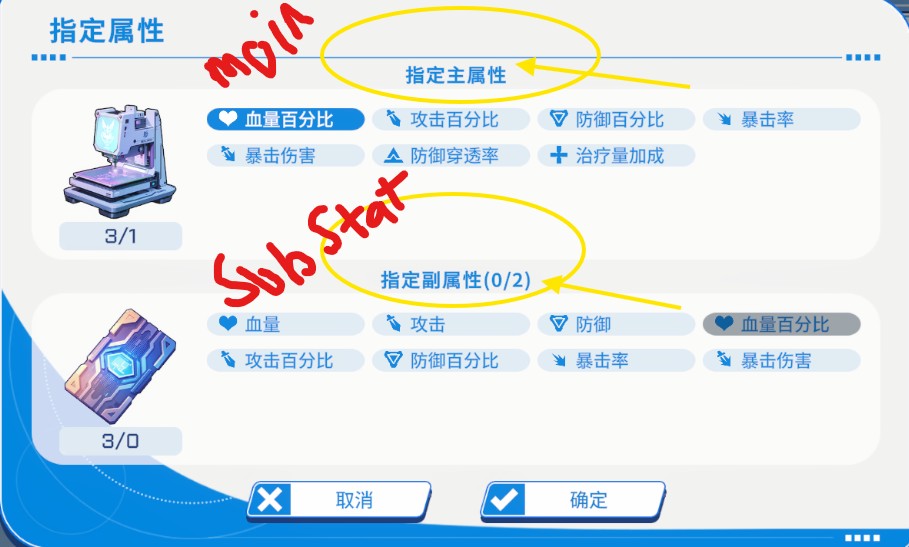 指定属性
main
指定主属性
血量百分比 攻击百分比 防御百分比 暴击率
暴击伤害 防御穿透率 治疗量加成
3/1
Sub Stat
指定副属性(0/2)
血量 攻击 防御 血量百分比
攻击百分比 防御百分比 暴击率 暴击伤害
3/0
取消 确定